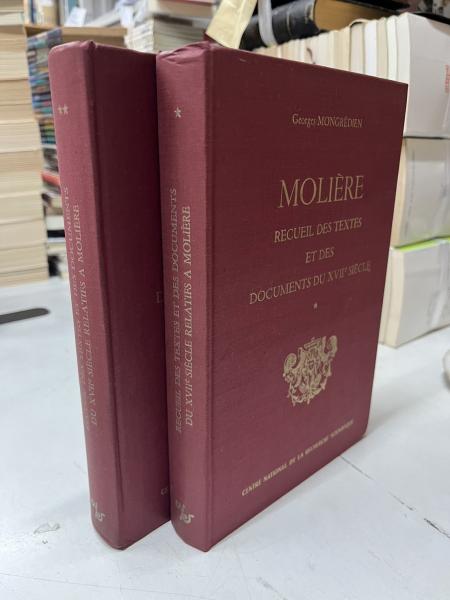 Georges MONGRÉDIEN
MOLIÈRE
RECUEIL DES TEXTES
ET DES
DOCUMENTS DU XVIIe SIÈCLE
*
CENTRE NATIONAL DE LA RECHERCHE SCIENTIFIQUE
*
RECUEIL DES TEXTES ET DES DOCUMENTS
DU XVIIe SIÈCLE RELATIFS A MOLIÈRE
**
DES TEXTES ET DES DOCUMENTS
DU XVIIe SIÈCLE RELATIFS A MOLIÈRE